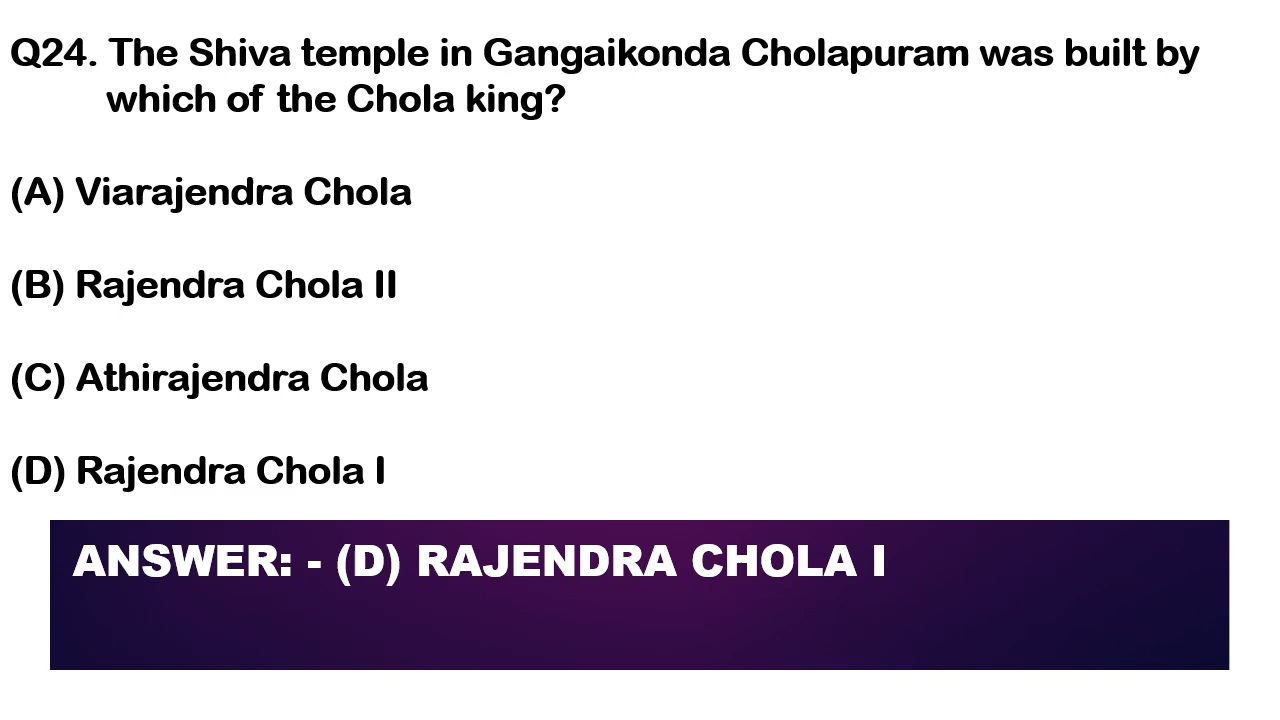 Q24. The Shiva temple in Gangaikonda Cholapuram was built by
which of the Chola king?
(A) Viarajendra Chola
(B) Rajendra Chola II
(C) Athirajendra Chola
(D) Rajendra Chola I
ANSWER: - (D) RAJENDRA CHOLA I